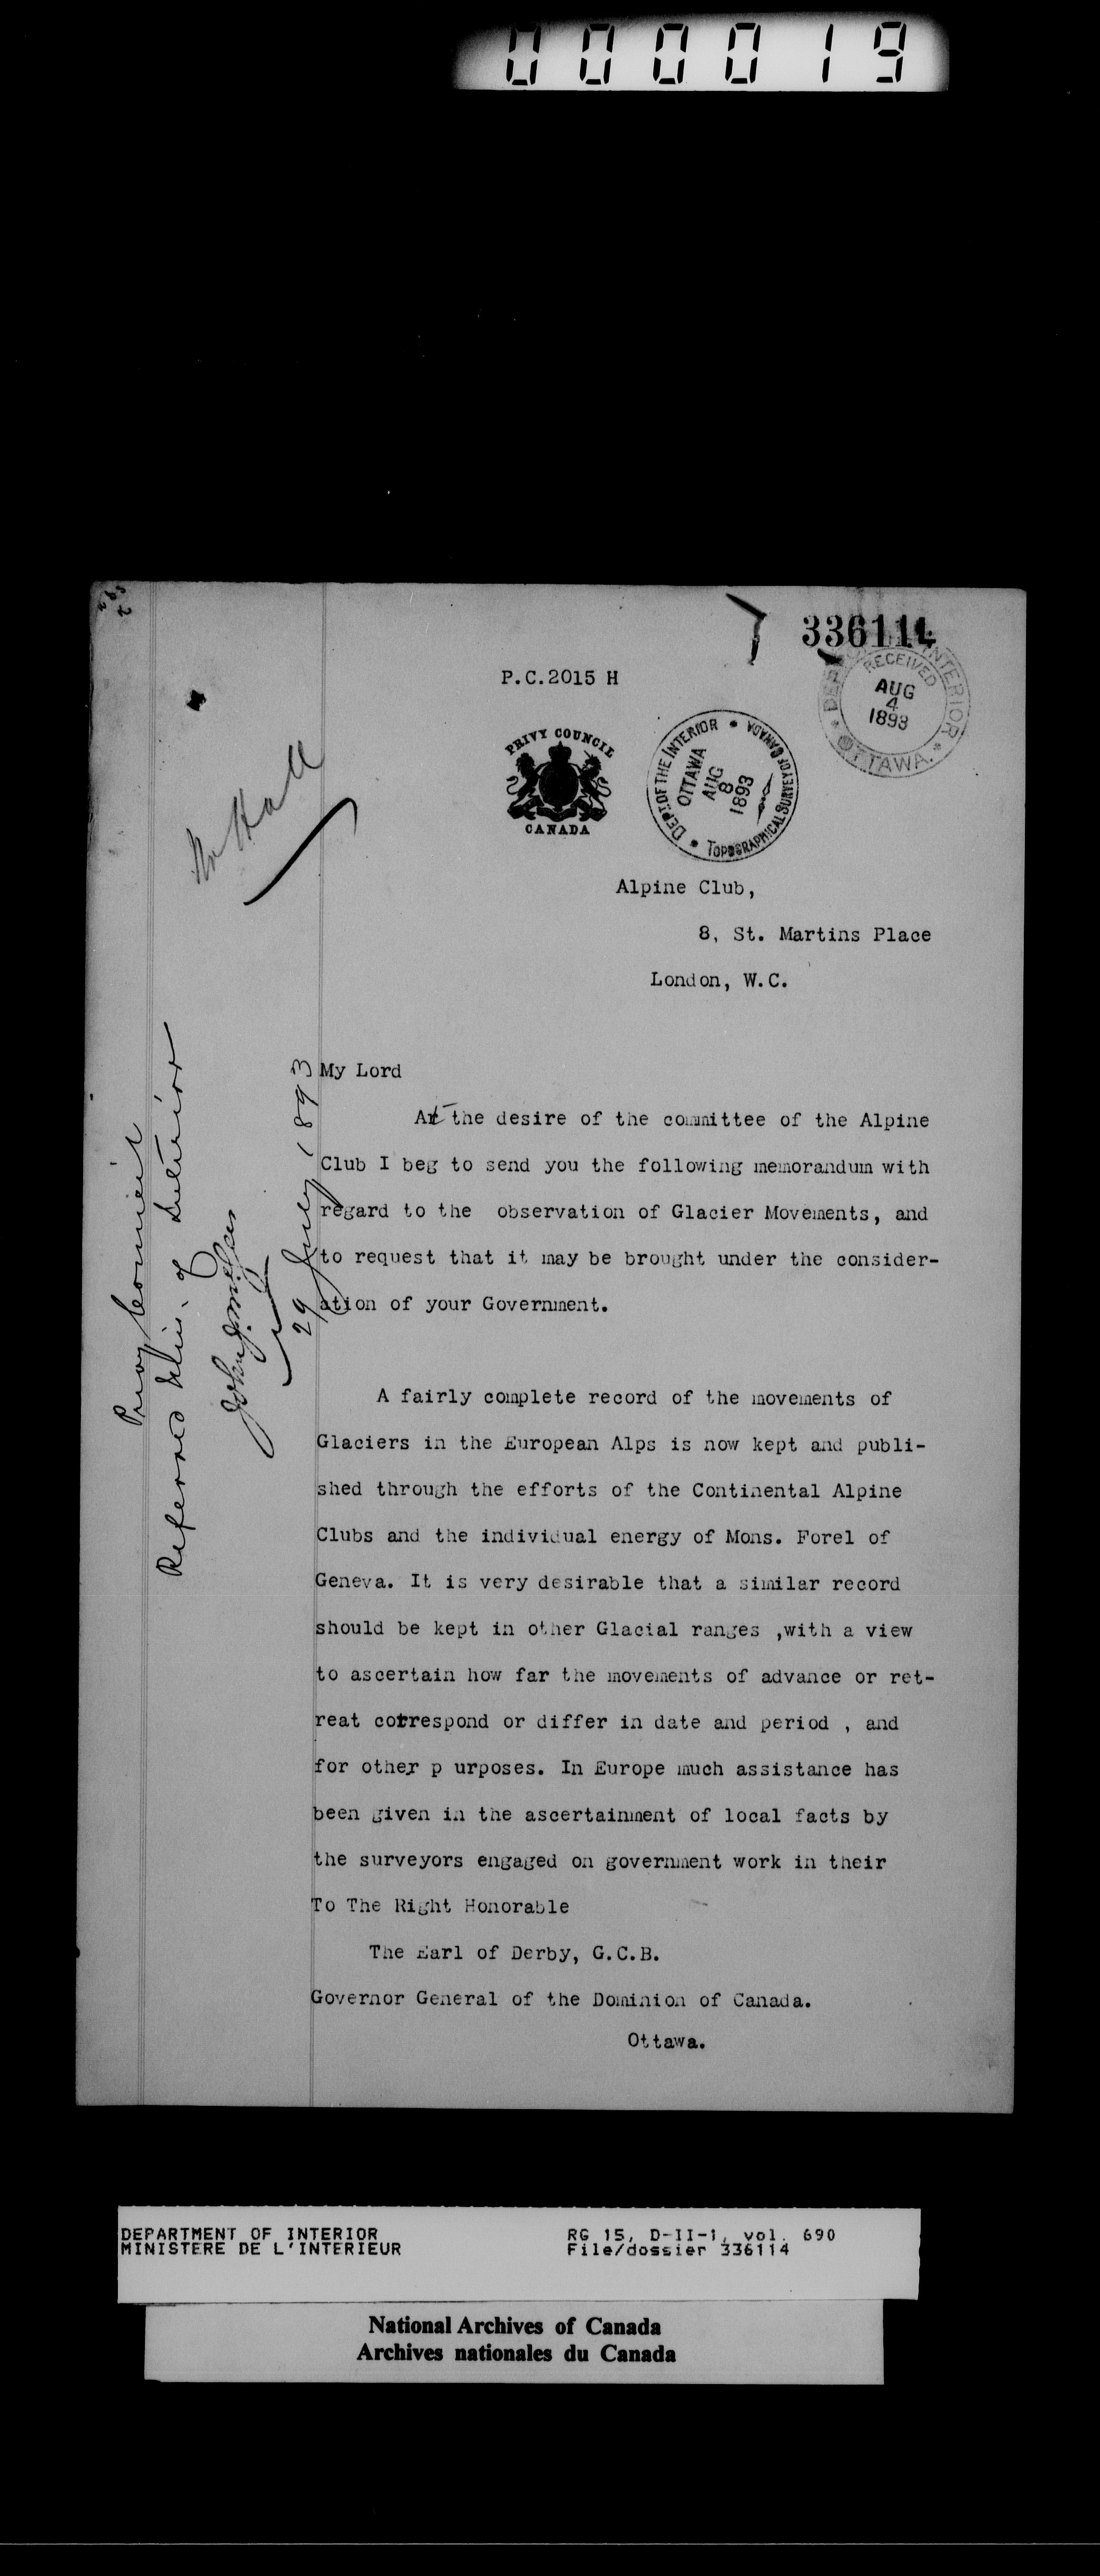 000019
336114
P.C.2015 H
DEPT. OF INTERIOR
RECEIVED
AUG
4
1893
OTTAWA.
PRIVY COUNCIL
CANADA
DEPT. OF THE INTERIOR
TOPOGRAPHICAL SURVEYS OF CANADA
OTTAWA
AUG
8
1893
Mr Hall
Alpine Club,
8, St. Martins Place
London, W.C.
Privy Council
Referred Min. of Interior
29 July 1893
My Lord
At the desire of the committee of the Alpine
Club I beg to send you the following memorandum with
regard to the observation of Glacier Movements, and
to request that it may be brought under the consider-
ation of your Government.
A fairly complete record of the movements of
Glaciers in the European Alps is now kept and publi-
shed through the efforts of the Continental Alpine
Clubs and the individual energy of Mons. Forel of
Geneva. It is very desirable that a similar record
should be kept in other Glacial ranges ,with a view
to ascertain how far the movements of advance or ret-
reat correspond or differ in date and period , and
for other p urposes. In Europe much assistance has
been given in the ascertainment of local facts by
the surveyors engaged on government work in their
To The Right Honorable
The Earl of Derby, G.C.B.
Governor General of the Dominion of Canada.
Ottawa.
DEPARTMENT OF INTERIOR
MINISTERE DE L'INTERIEUR
RG 15, D-II-1, vol. 690
File/dossier 336114
National Archives of Canada
Archives nationales du Canada